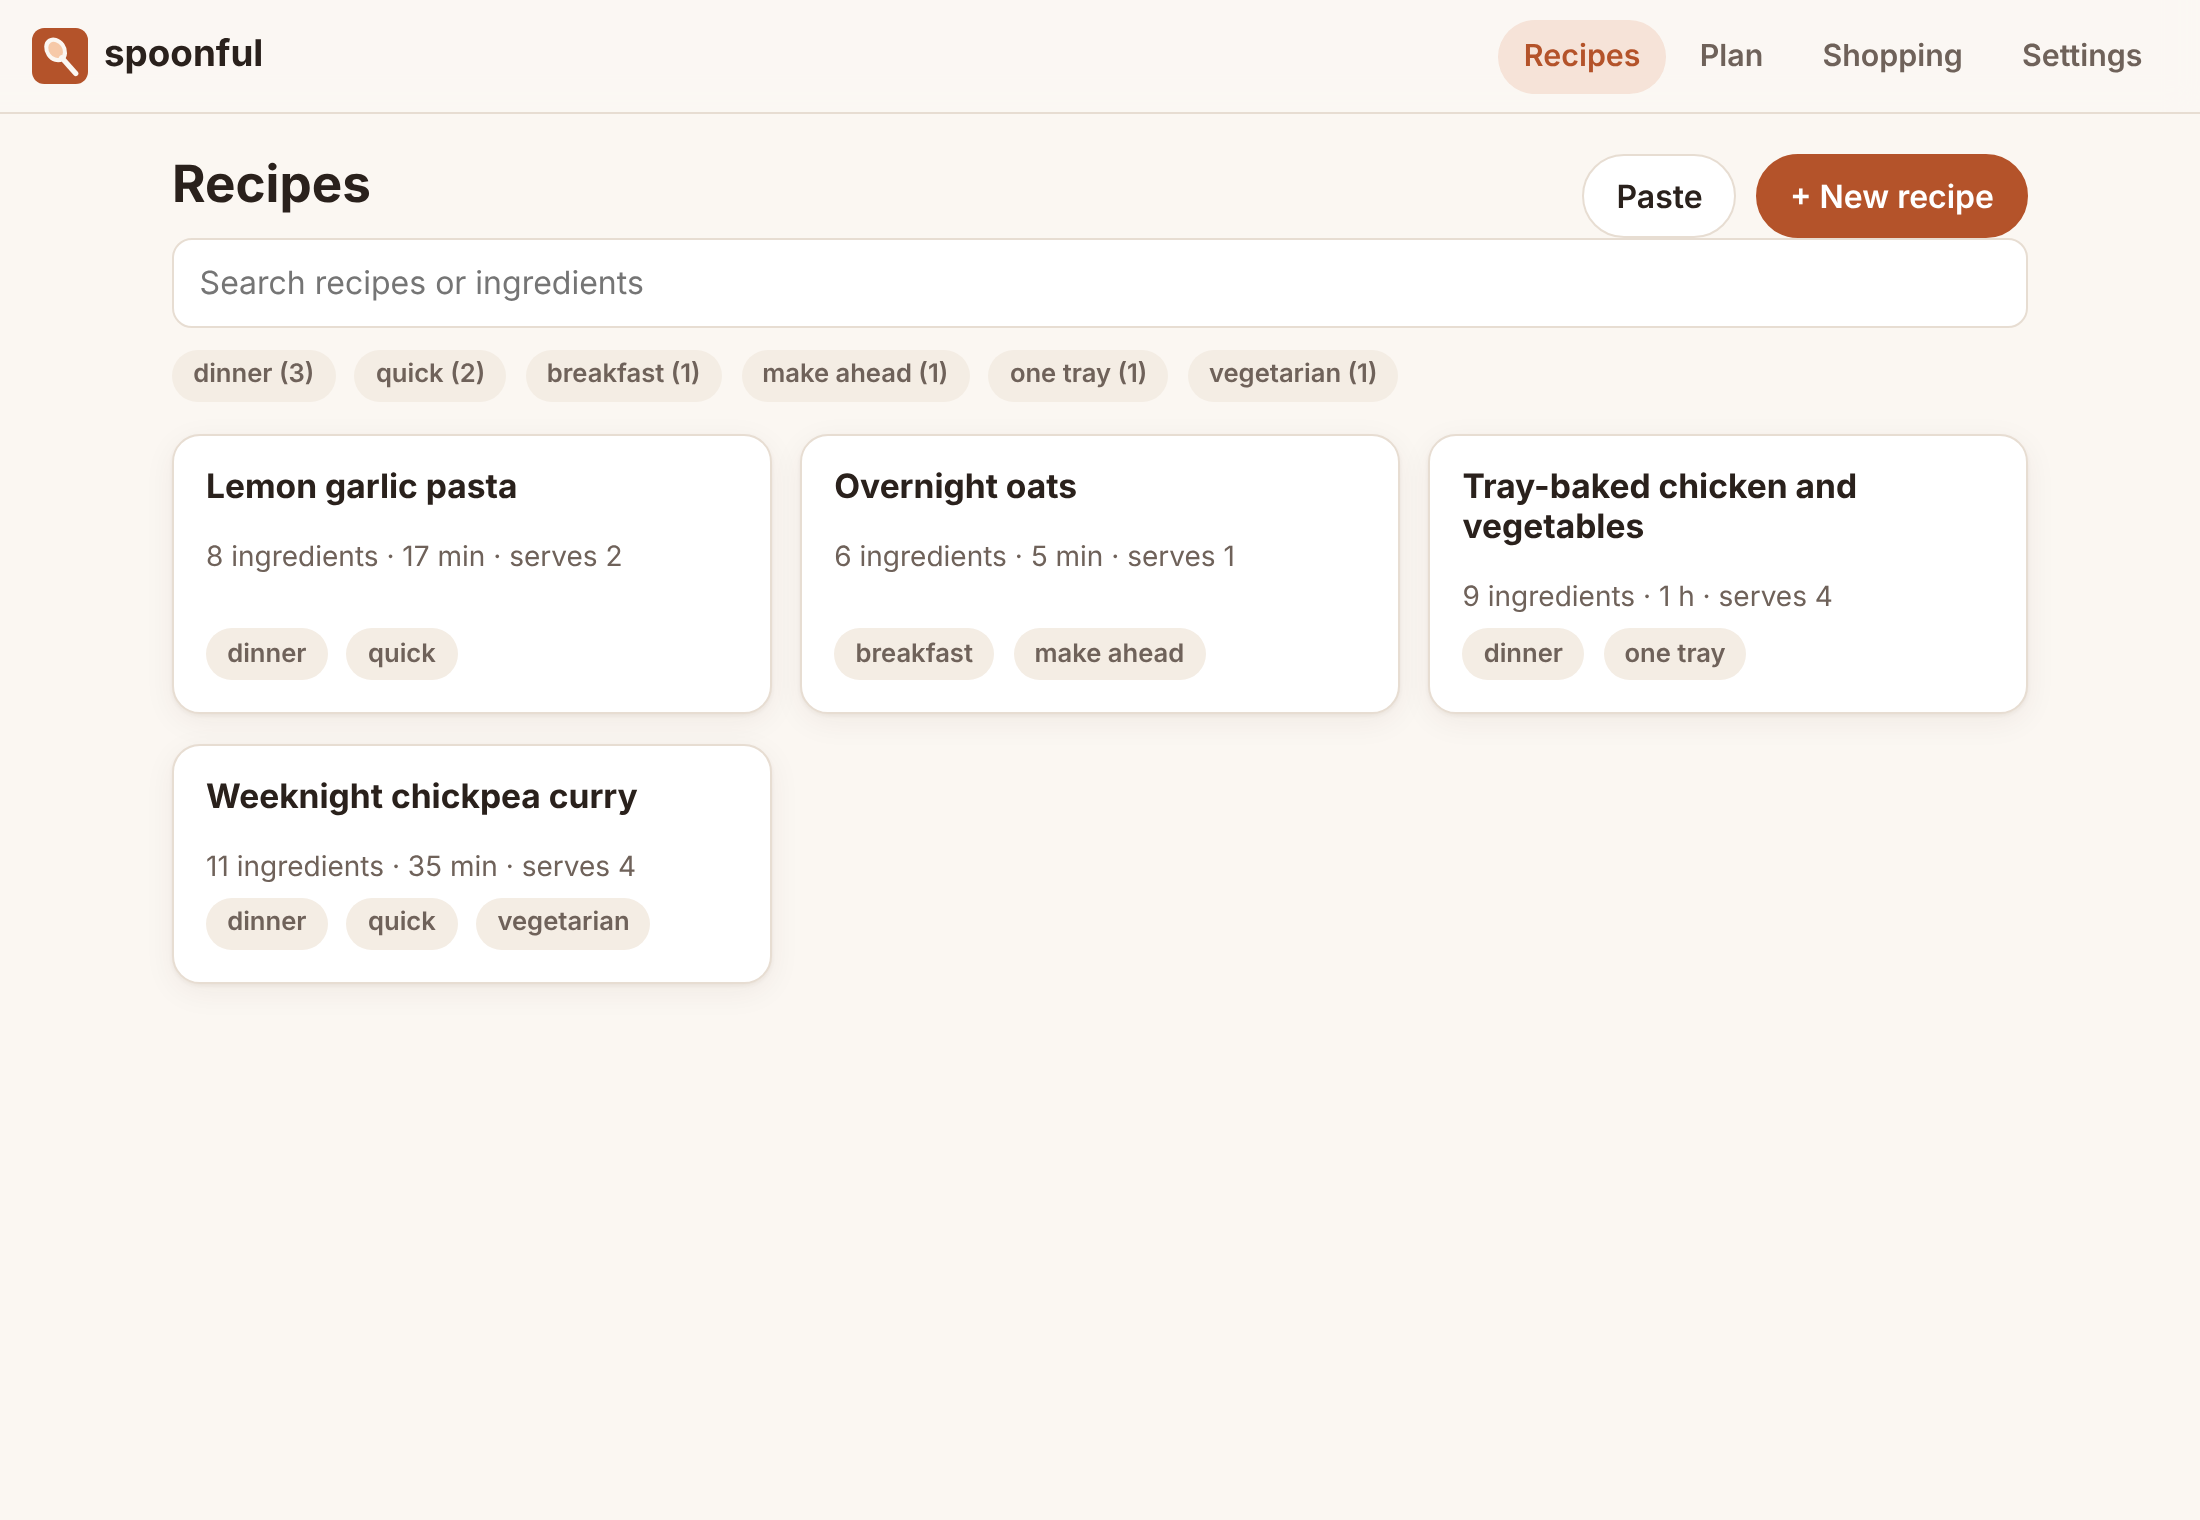 spoonful
Recipes
Plan
Shopping
Settings
Recipes
Paste
+ New recipe
Search recipes or ingredients
dinner (3)
quick (2)
breakfast (1)
make ahead (1)
one tray (1)
vegetarian (1)
Lemon garlic pasta
8 ingredients · 17 min · serves 2
dinner
quick
Overnight oats
6 ingredients · 5 min · serves 1
breakfast
make ahead
Tray-baked chicken and
vegetables
9 ingredients · 1 h · serves 4
dinner
one tray
Weeknight chickpea curry
11 ingredients · 35 min · serves 4
dinner
quick
vegetarian